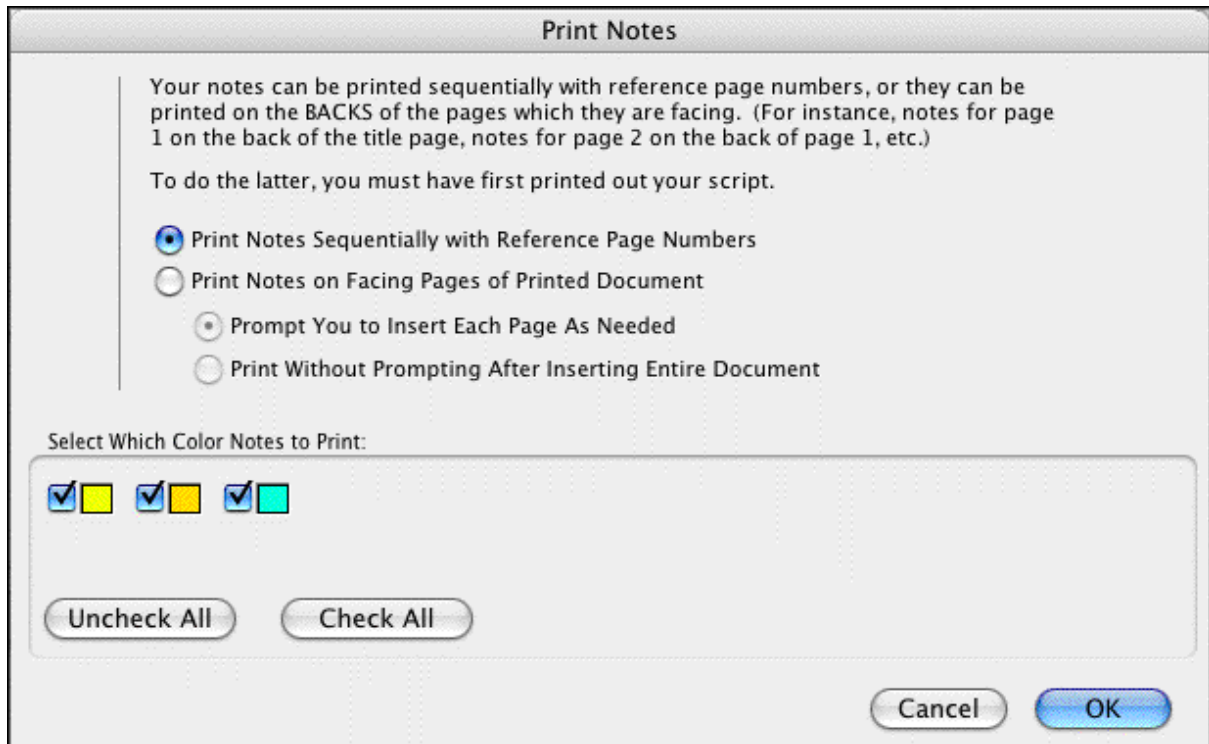 Print Notes
Your notes can be printed sequentially with reference page numbers, or they can be
printed on the BACKS of the pages which they are facing. (For instance, notes for page
1 on the back of the title page, notes for page 2 on the back of page 1, etc.)
To do the latter, you must have first printed out your script.
Print Notes Sequentially with Reference Page Numbers
Print Notes on Facing Pages of Printed Document
Prompt You to Insert Each Page As Needed
Print Without Prompting After Inserting Entire Document
Select Which Color Notes to Print:
Uncheck All Check All
Cancel OK